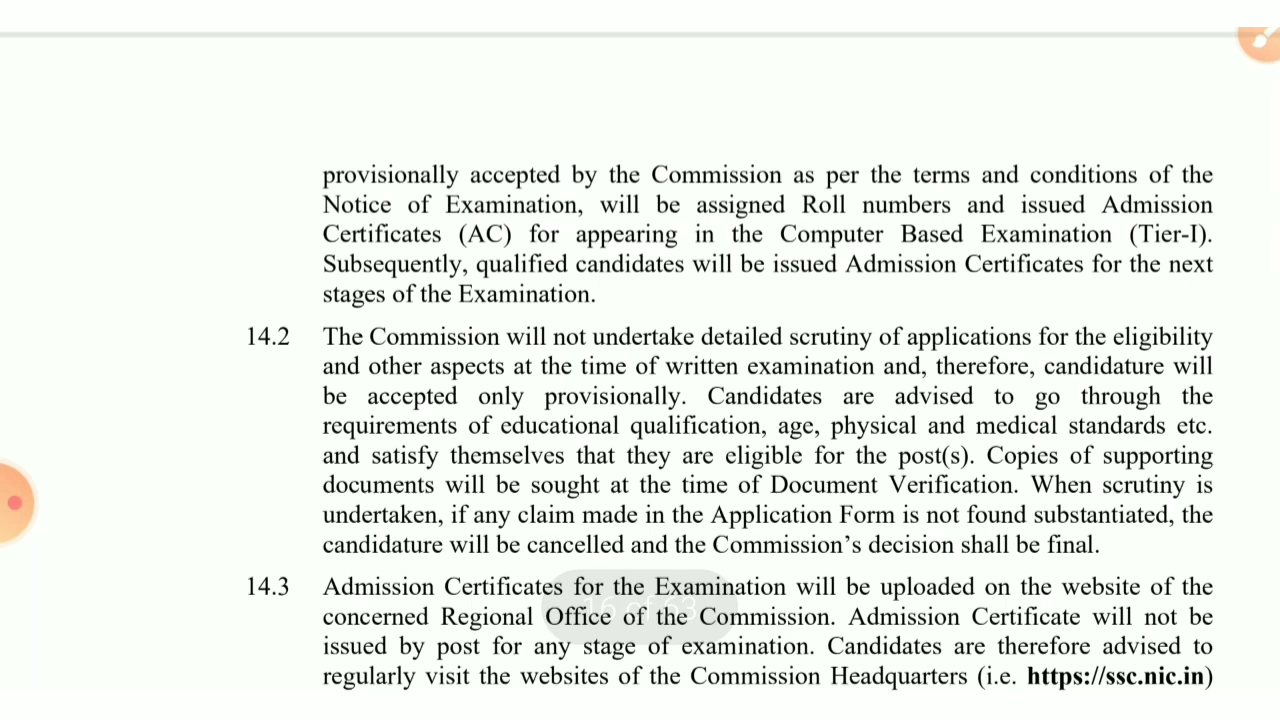 provisionally accepted by the Commission as per the terms and conditions of the
Notice of Examination, will be assigned Roll numbers and issued Admission
Certificates (AC) for appearing in the Computer Based Examination (Tier-I).
Subsequently, qualified candidates will be issued Admission Certificates for the next
stages of the Examination.
14.2 The Commission will not undertake detailed scrutiny of applications for the eligibility
and other aspects at the time of written examination and, therefore, candidature will
be accepted only provisionally. Candidates are advised to go through the
requirements of educational qualification, age, physical and medical standards etc.
and satisfy themselves that they are eligible for the post(s). Copies of supporting
documents will be sought at the time of Document Verification. When scrutiny is
undertaken, if any claim made in the Application Form is not found substantiated, the
candidature will be cancelled and the Commission’s decision shall be final.
14.3 Admission Certificates for the Examination will be uploaded on the website of the
concerned Regional Office of the Commission. Admission Certificate will not be
16 of 63
issued by post for any stage of examination. Candidates are therefore advised to
regularly visit the websites of the Commission Headquarters (i.e. https://ssc.nic.in)